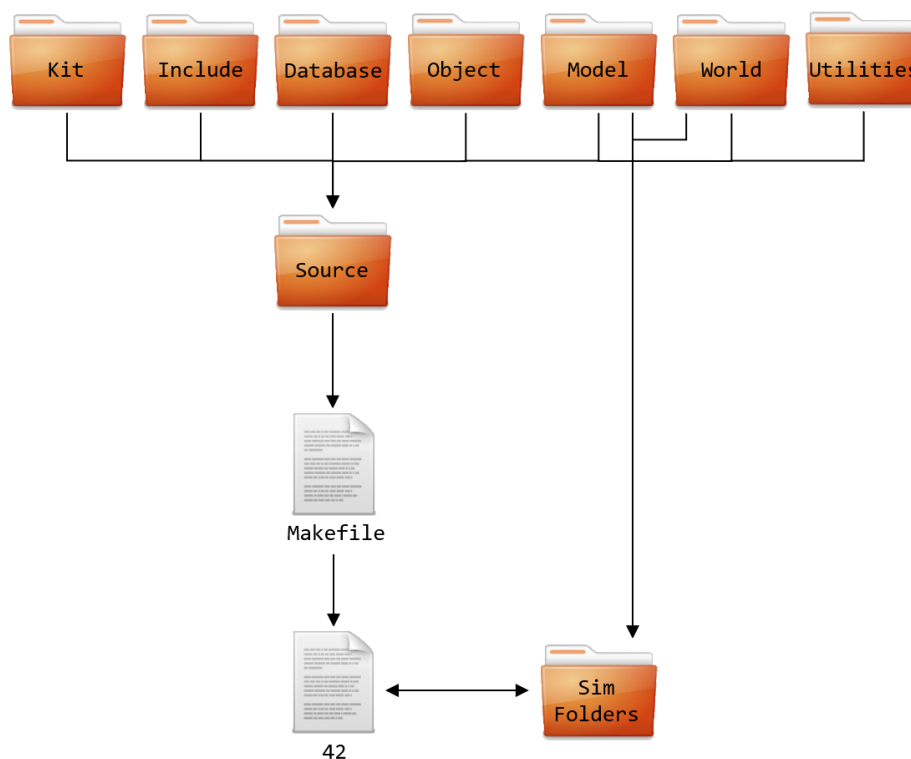 Kit
Include
Database
Object
Model
World
Utilities
Source
Makefile
42
Sim
Folders